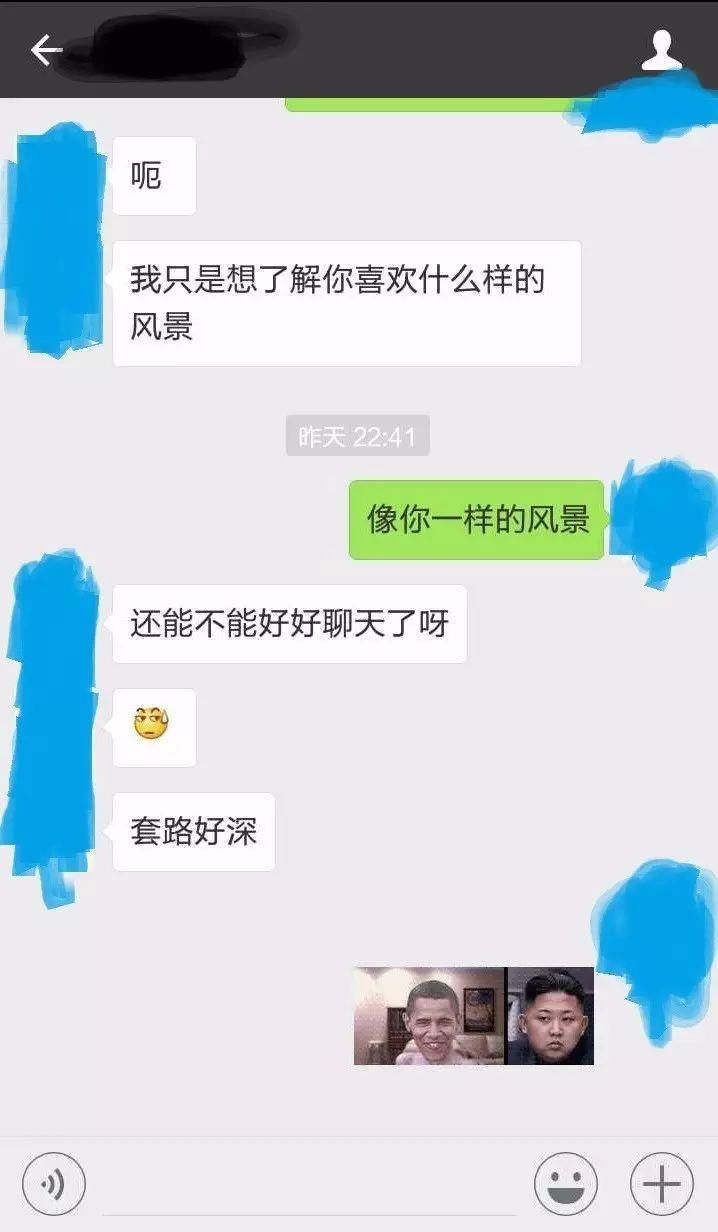 呃
我只是想了解你喜欢什么样的
风景
昨天 22:41
像你一样的风景
还能不能好好聊天了呀
套路好深